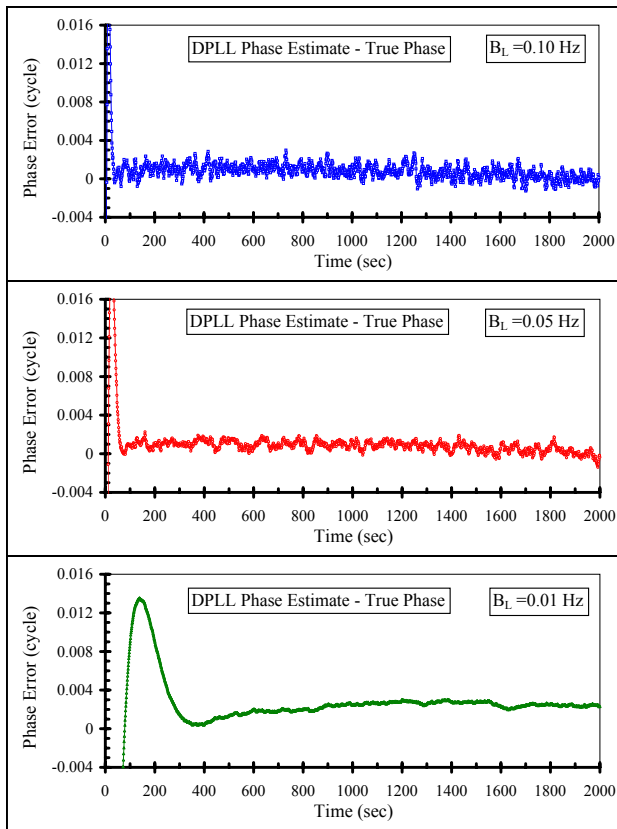 0.016
DPLL Phase Estimate - True Phase
B_L =0.10 Hz
0.012
0.008
0.004
0
-0.004
Phase Error (cycle)
0 200 400 600 800 1000 1200 1400 1600 1800 2000
Time (sec)
0.016
DPLL Phase Estimate - True Phase
B_L =0.05 Hz
0.012
0.008
0.004
0
-0.004
Phase Error (cycle)
0 200 400 600 800 1000 1200 1400 1600 1800 2000
Time (sec)
0.016
DPLL Phase Estimate - True Phase
B_L =0.01 Hz
0.012
0.008
0.004
0
-0.004
Phase Error (cycle)
0 200 400 600 800 1000 1200 1400 1600 1800 2000
Time (sec)